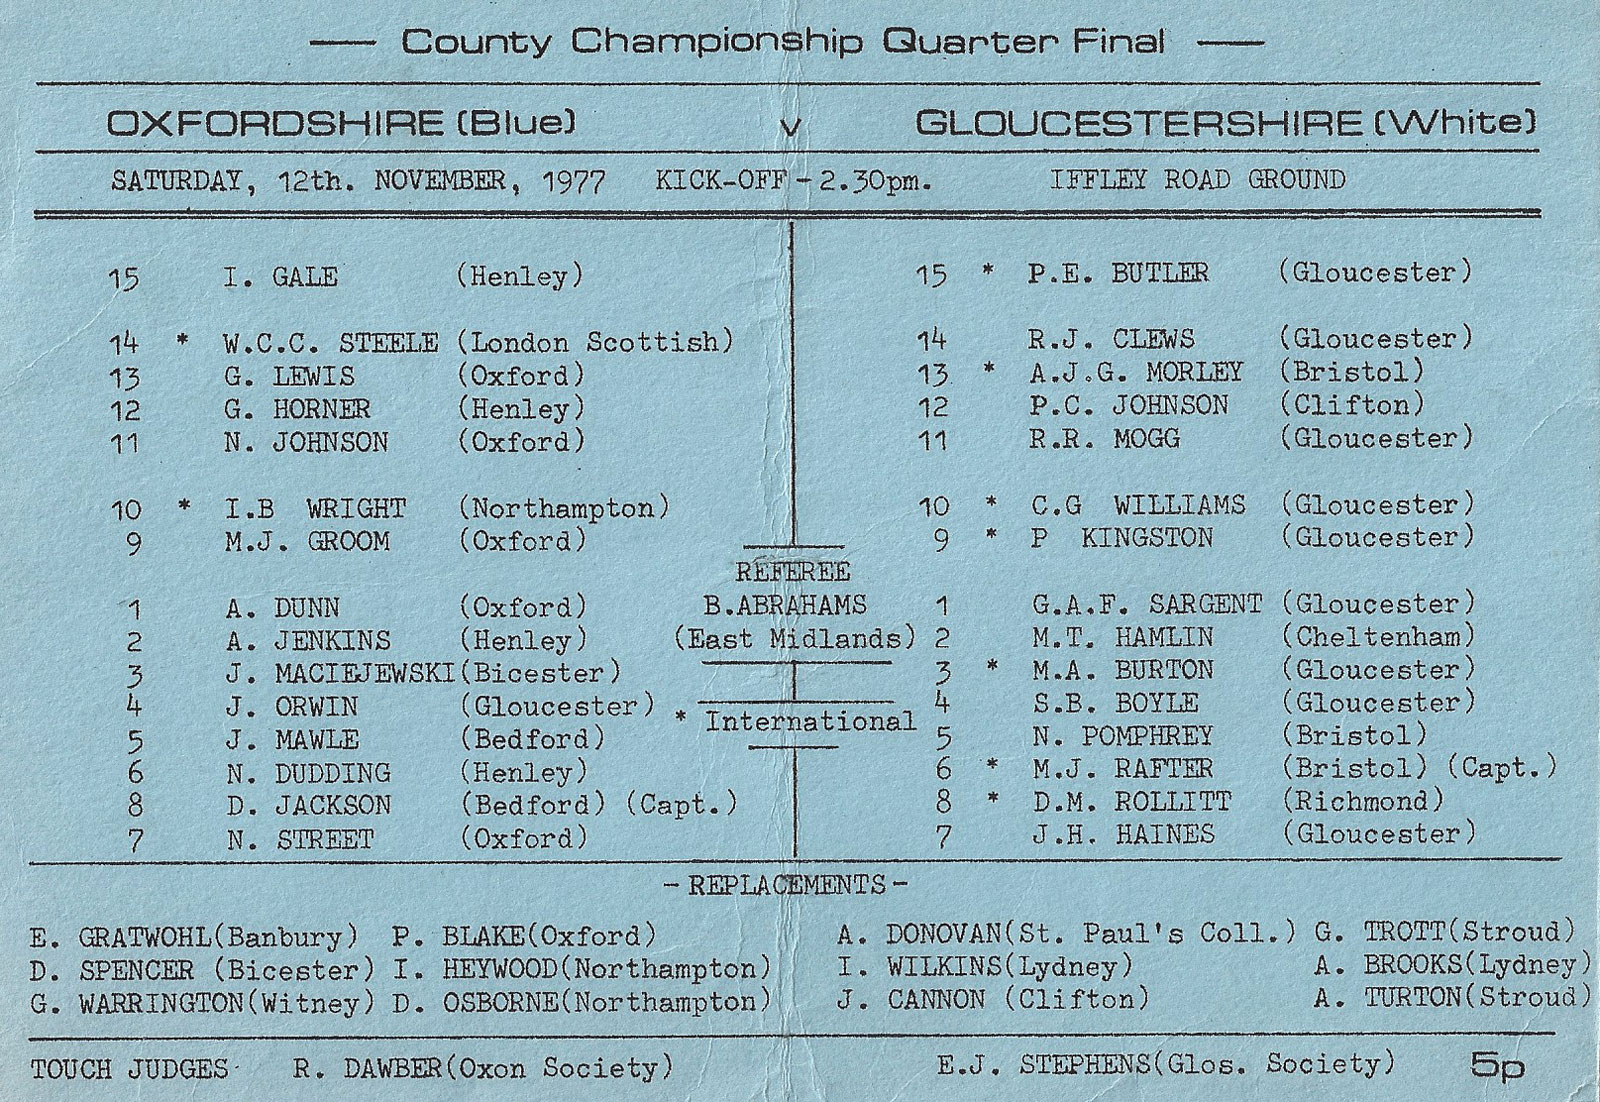 — County Championship Quarter Final —
OXFORDSHIRE (Blue) v GLOUCESTERSHIRE (White)
SATURDAY, 12th. NOVEMBER, 1977 KICK-OFF - 2.30pm. IFFLEY ROAD GROUND
15 I. GALE (Henley) 15 * P.E. BUTLER (Gloucester)
14 * W.C.C. STEELE (London Scottish) 14 R.J. CLEWS (Gloucester)
13 G. LEWIS (Oxford) 13 * A.J.G. MORLEY (Bristol)
12 G. HORNER (Henley) 12 P.C. JOHNSON (Clifton)
11 N. JOHNSON (Oxford) 11 R.R. MOGG (Gloucester)
10 * I.B WRIGHT (Northampton) 10 * C.G WILLIAMS (Gloucester)
9 M.J. GROOM (Oxford) 9 * P KINGSTON (Gloucester)
REFEREE
1 A. DUNN (Oxford) B.ABRAHAMS 1 G.A.F. SARGENT (Gloucester)
2 A. JENKINS (Henley) (East Midlands) 2 M.T. HAMLIN (Cheltenham)
3 J. MACIEJEWSKI(Bicester) 3 * M.A. BURTON (Gloucester)
4 J. ORWIN (Gloucester) * International 4 S.B. BOYLE (Gloucester)
5 J. MAWLE (Bedford) 5 N. POMPHREY (Bristol)
6 N. DUDDING (Henley) 6 * M.J. RAFTER (Bristol) (Capt.)
8 D. JACKSON (Bedford) (Capt.) 8 * D.M. ROLLITT (Richmond)
7 N. STREET (Oxford) 7 J.H. HAINES (Gloucester)
- REPLACEMENTS -
E. GRATWOHL(Banbury) P. BLAKE(Oxford) A. DONOVAN(St. Paul's Coll.) G. TROTT(Stroud)
D. SPENCER (Bicester) I. HEYWOOD(Northampton) I. WILKINS(Lydney) A. BROOKS(Lydney)
G. WARRINGTON(Witney) D. OSBORNE(Northampton) J. CANNON (Clifton) A. TURTON(Stroud)
TOUCH JUDGES R. DAWBER(Oxon Society) E.J. STEPHENS(Glos. Society) 5p